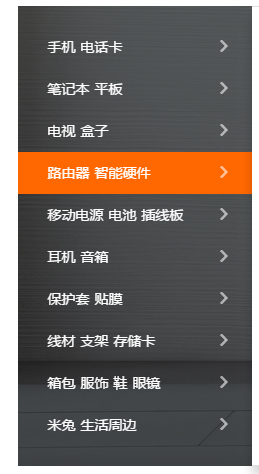 手机 电话卡
笔记本 平板
电视 盒子
路由器 智能硬件
移动电源 电池 插线板
耳机 音箱
保护套 贴膜
线材 支架 存储卡
箱包 服饰 鞋 眼镜
米兔 生活周边